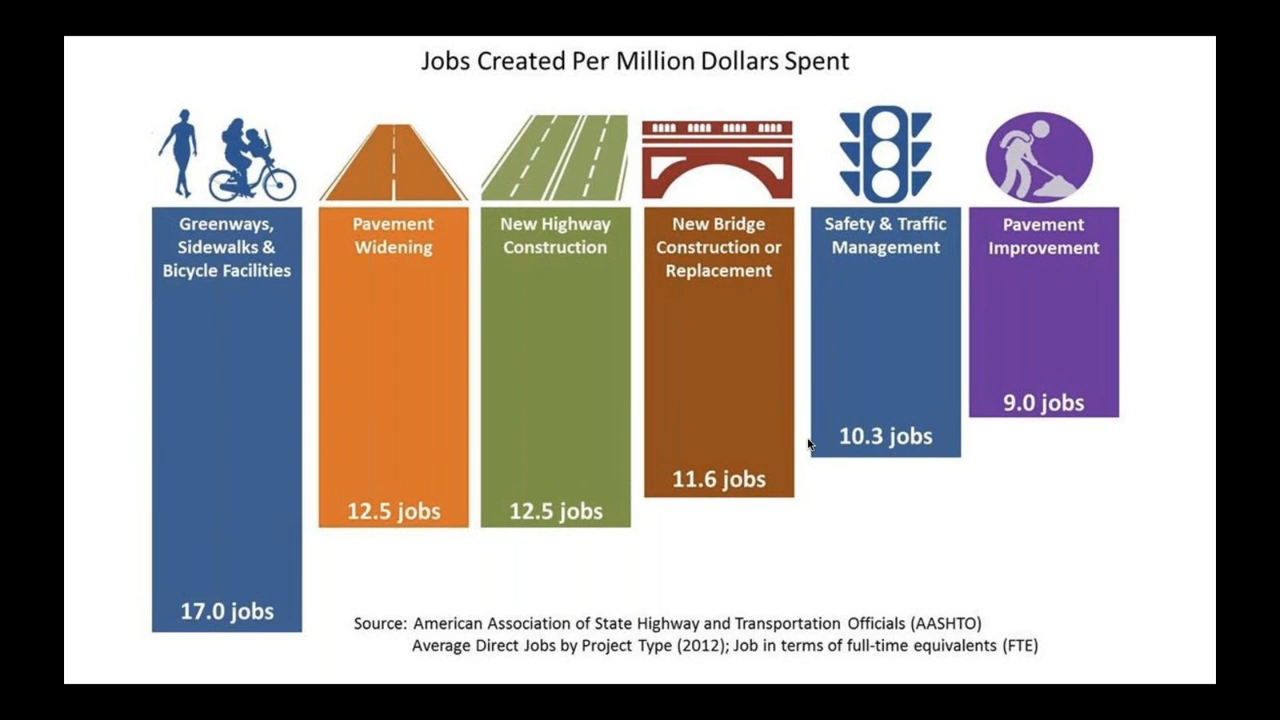 Jobs Created Per Million Dollars Spent
Greenways,
Sidewalks &
Bicycle Facilities
17.0 jobs
Pavement
Widening
12.5 jobs
New Highway
Construction
12.5 jobs
New Bridge
Construction or
Replacement
11.6 jobs
Safety & Traffic
Management
10.3 jobs
Pavement
Improvement
9.0 jobs
Source: American Association of State Highway and Transportation Officials (AASHTO)
Average Direct Jobs by Project Type (2012); Job in terms of full-time equivalents (FTE)